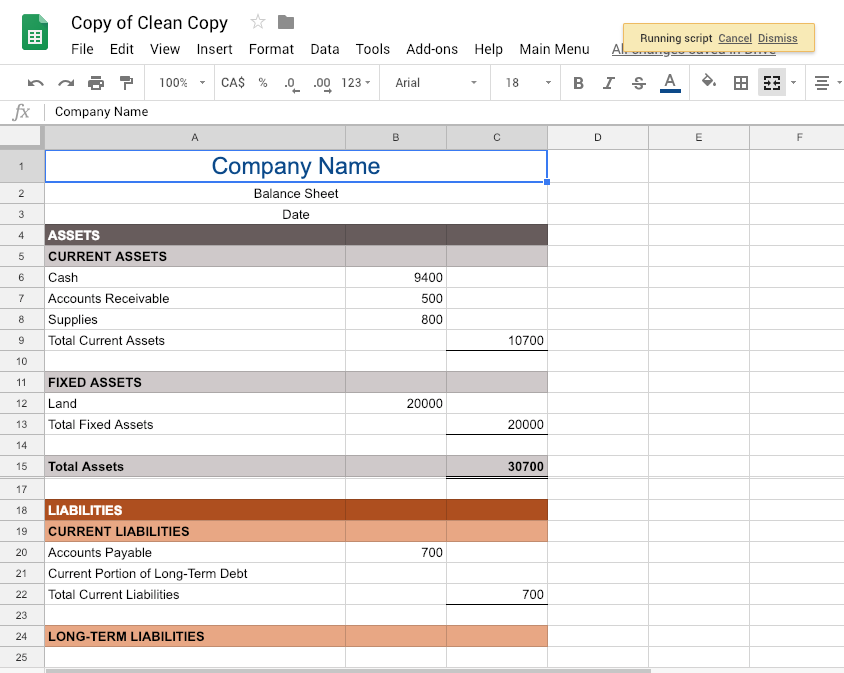 Copy of Clean Copy
File Edit View Insert Format Data Tools Add-ons Help Main Menu All changes saved in Drive
Running script Cancel Dismiss
100% CA$ % .0 .00 123 Arial 18 B I S A
fx Company Name
A B C D E F
1 Company Name
2 Balance Sheet
3 Date
4 ASSETS
5 CURRENT ASSETS
6 Cash 9400
7 Accounts Receivable 500
8 Supplies 800
9 Total Current Assets 10700
10
11 FIXED ASSETS
12 Land 20000
13 Total Fixed Assets 20000
14
15 Total Assets 30700
17
18 LIABILITIES
19 CURRENT LIABILITIES
20 Accounts Payable 700
21 Current Portion of Long-Term Debt
22 Total Current Liabilities 700
23
24 LONG-TERM LIABILITIES
25